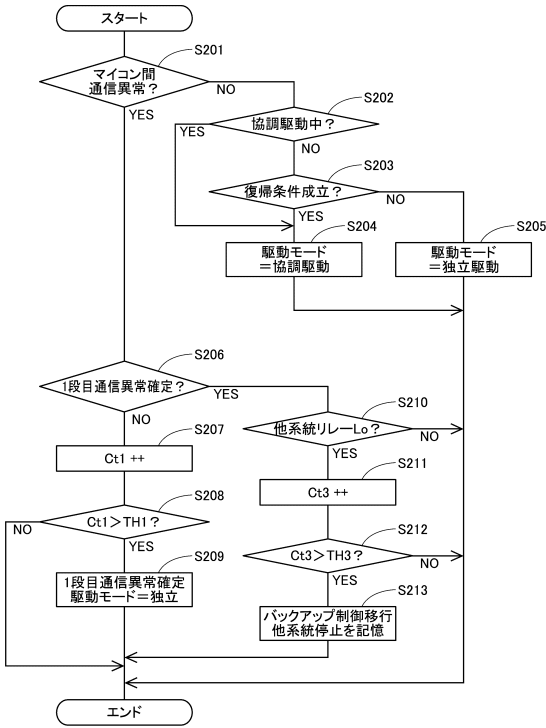 スタート
S201
マイコン間
通信異常？
NO
YES
S202
協調駆動中？
YES
NO
S203
復帰条件成立？
NO
YES
S204
駆動モード
＝協調駆動
S205
駆動モード
＝独立駆動
S206
1段目通信異常確定？
YES
NO
S207
Ct1 ++
S208
Ct1＞TH1？
NO
YES
S209
1段目通信異常確定
駆動モード＝独立
S210
他系統リレーLo？
NO
YES
S211
Ct3 ++
S212
Ct3＞TH3？
NO
YES
S213
バックアップ制御移行
他系統停止を記憶
エンド